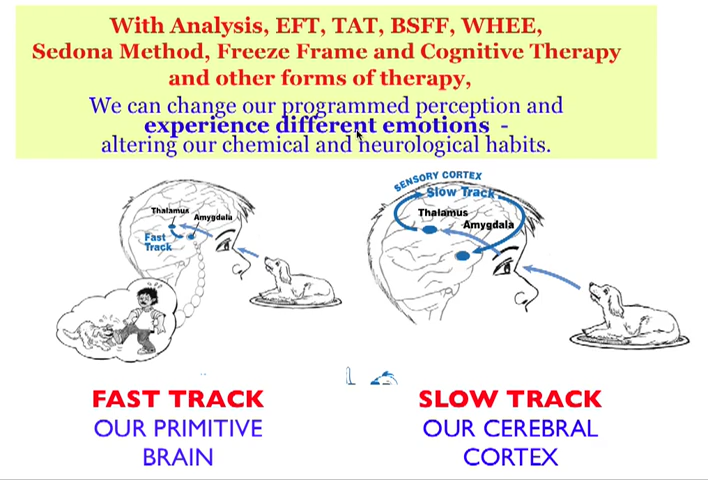 With Analysis, EFT, TAT, BSFF, WHEE,
Sedona Method, Freeze Frame and Cognitive Therapy
and other forms of therapy,
We can change our programmed perception and
experience different emotions -
altering our chemical and neurological habits.
Thalamus
Amygdala
Fast
Track
SENSORY CORTEX
Slow Track
Thalamus
Amygdala
FAST TRACK
OUR PRIMITIVE
BRAIN
SLOW TRACK
OUR CEREBRAL
CORTEX